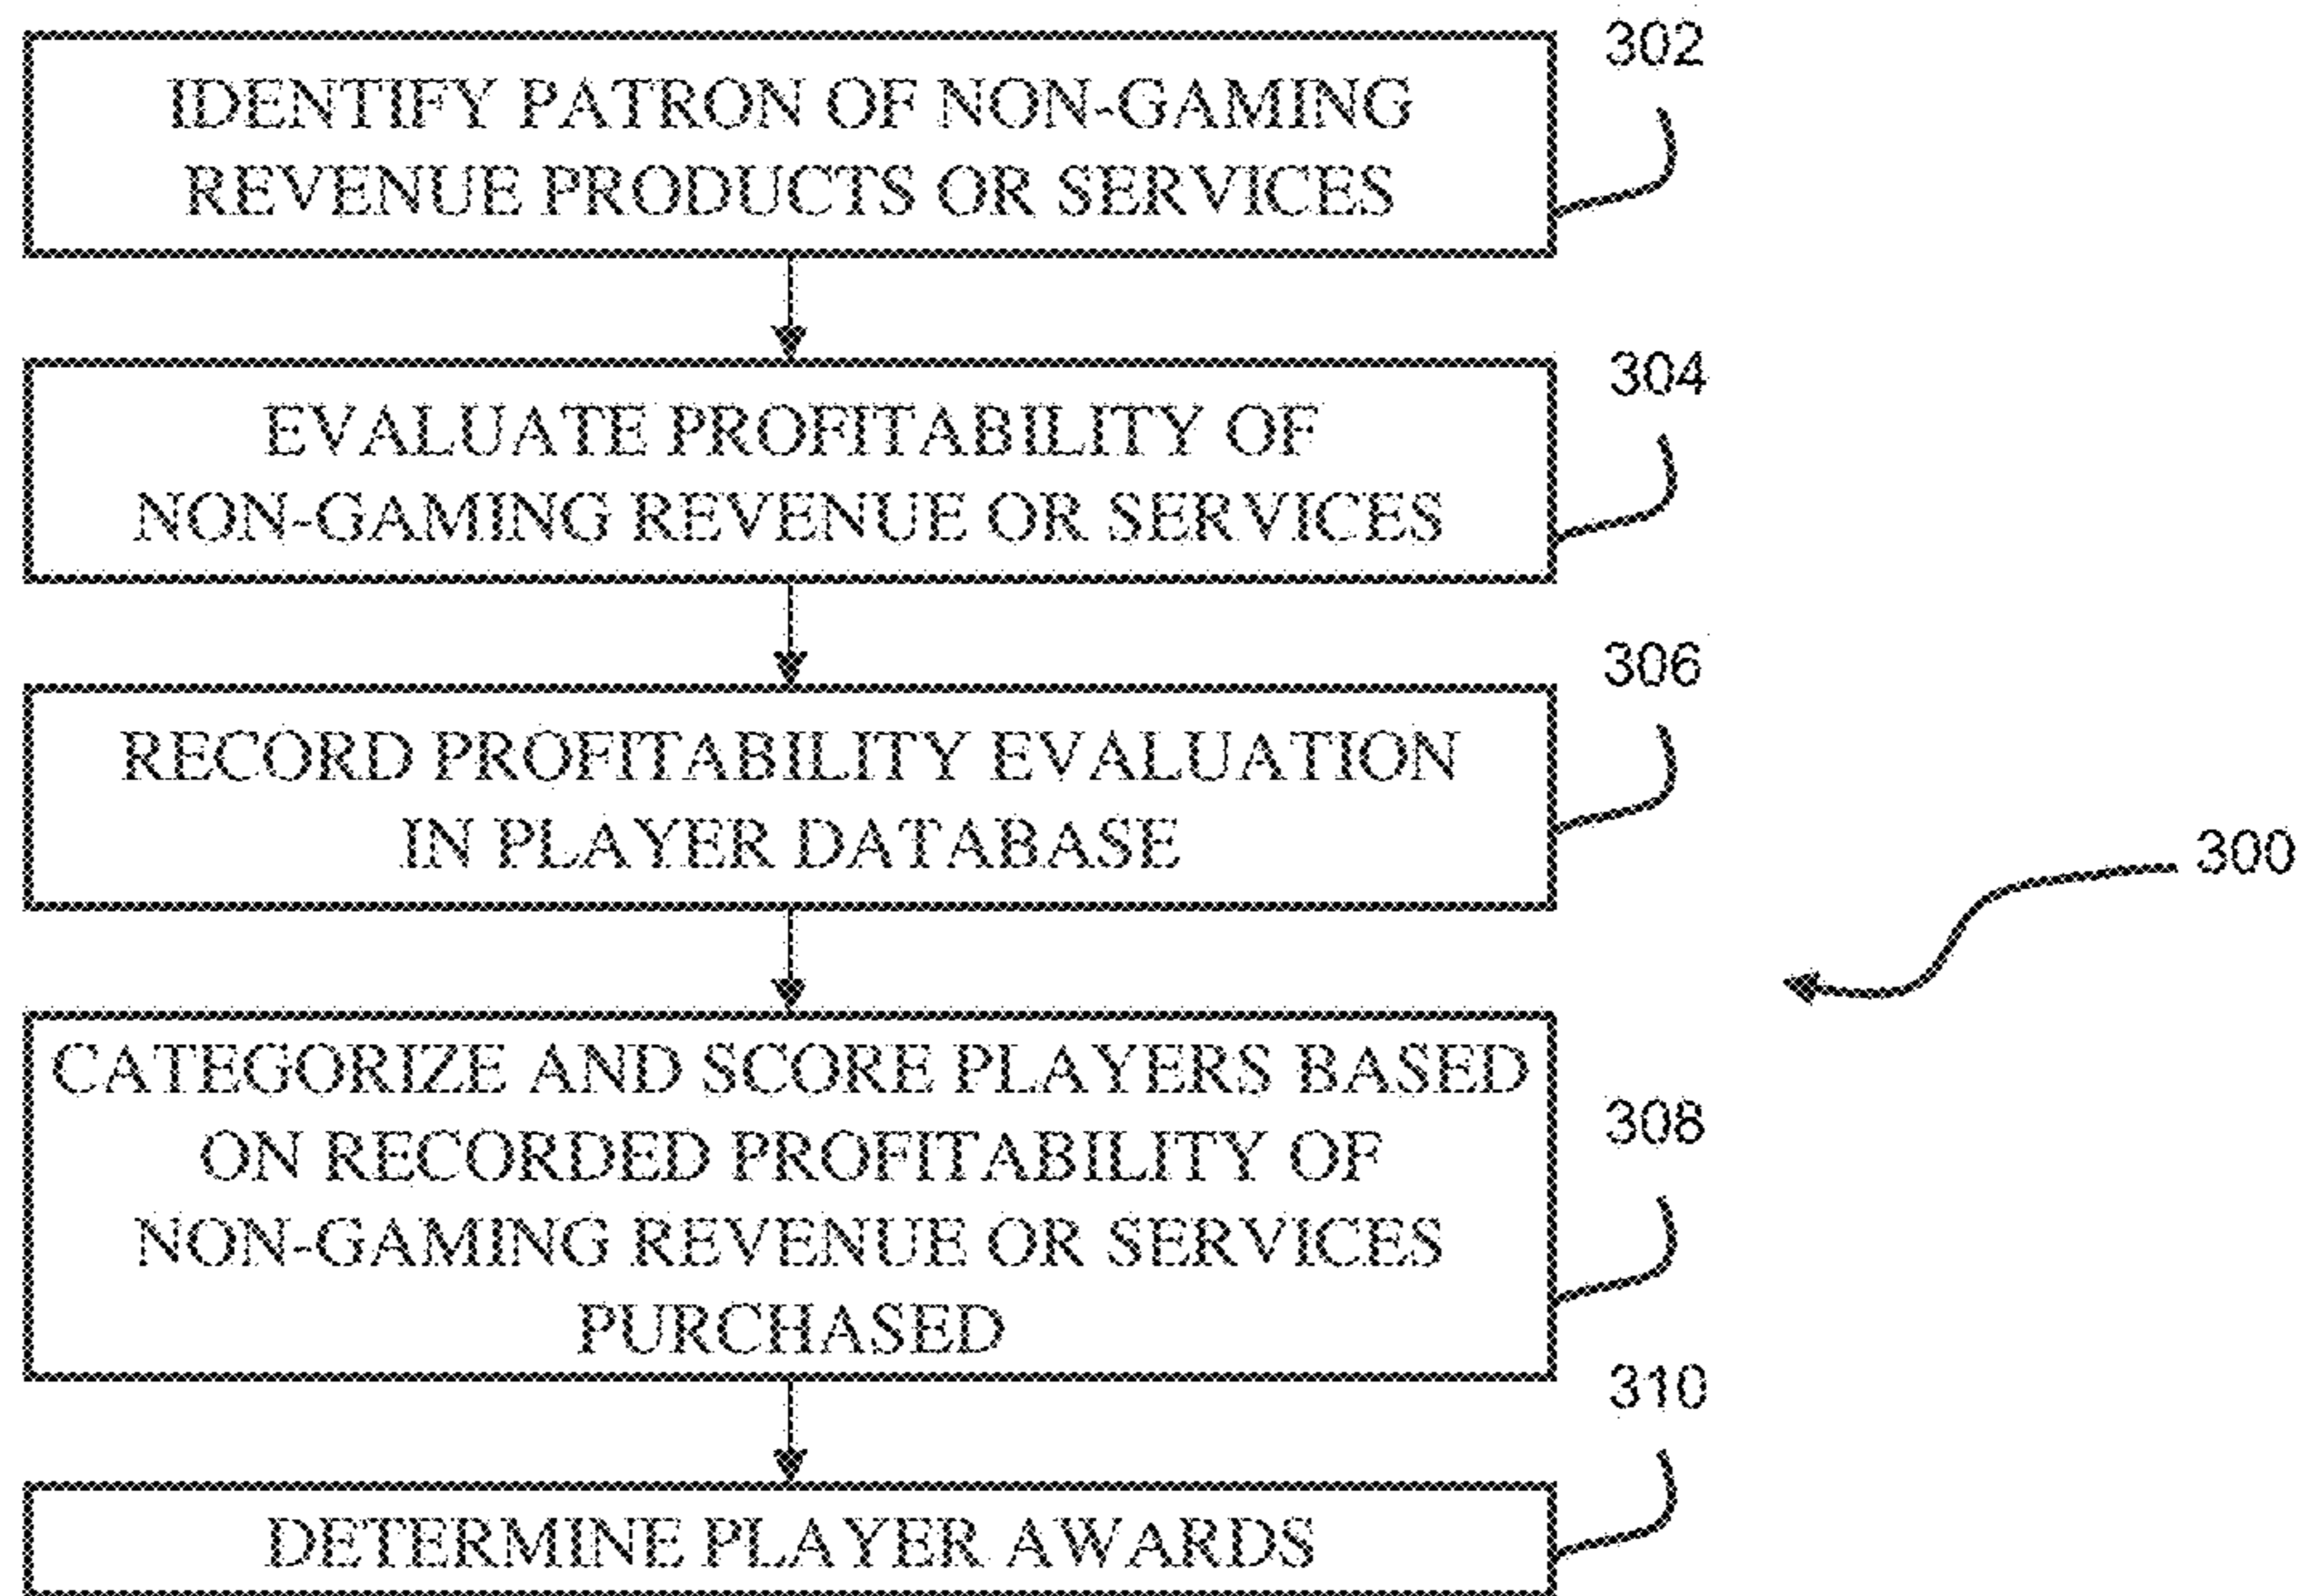 302
IDENTIFY PATRON OF NON-GAMING
REVENUE PRODUCTS OR SERVICES
304
EVALUATE PROFITABILITY OF
NON-GAMING REVENUE OR SERVICES
306
RECORD PROFITABILITY EVALUATION
IN PLAYER DATABASE
300
CATEGORIZE AND SCORE PLAYERS BASED
ON RECORDED PROFITABILITY OF
308
NON-GAMING REVENUE OR SERVICES
PURCHASED
310
DETERMINE PLAYER AWARDS